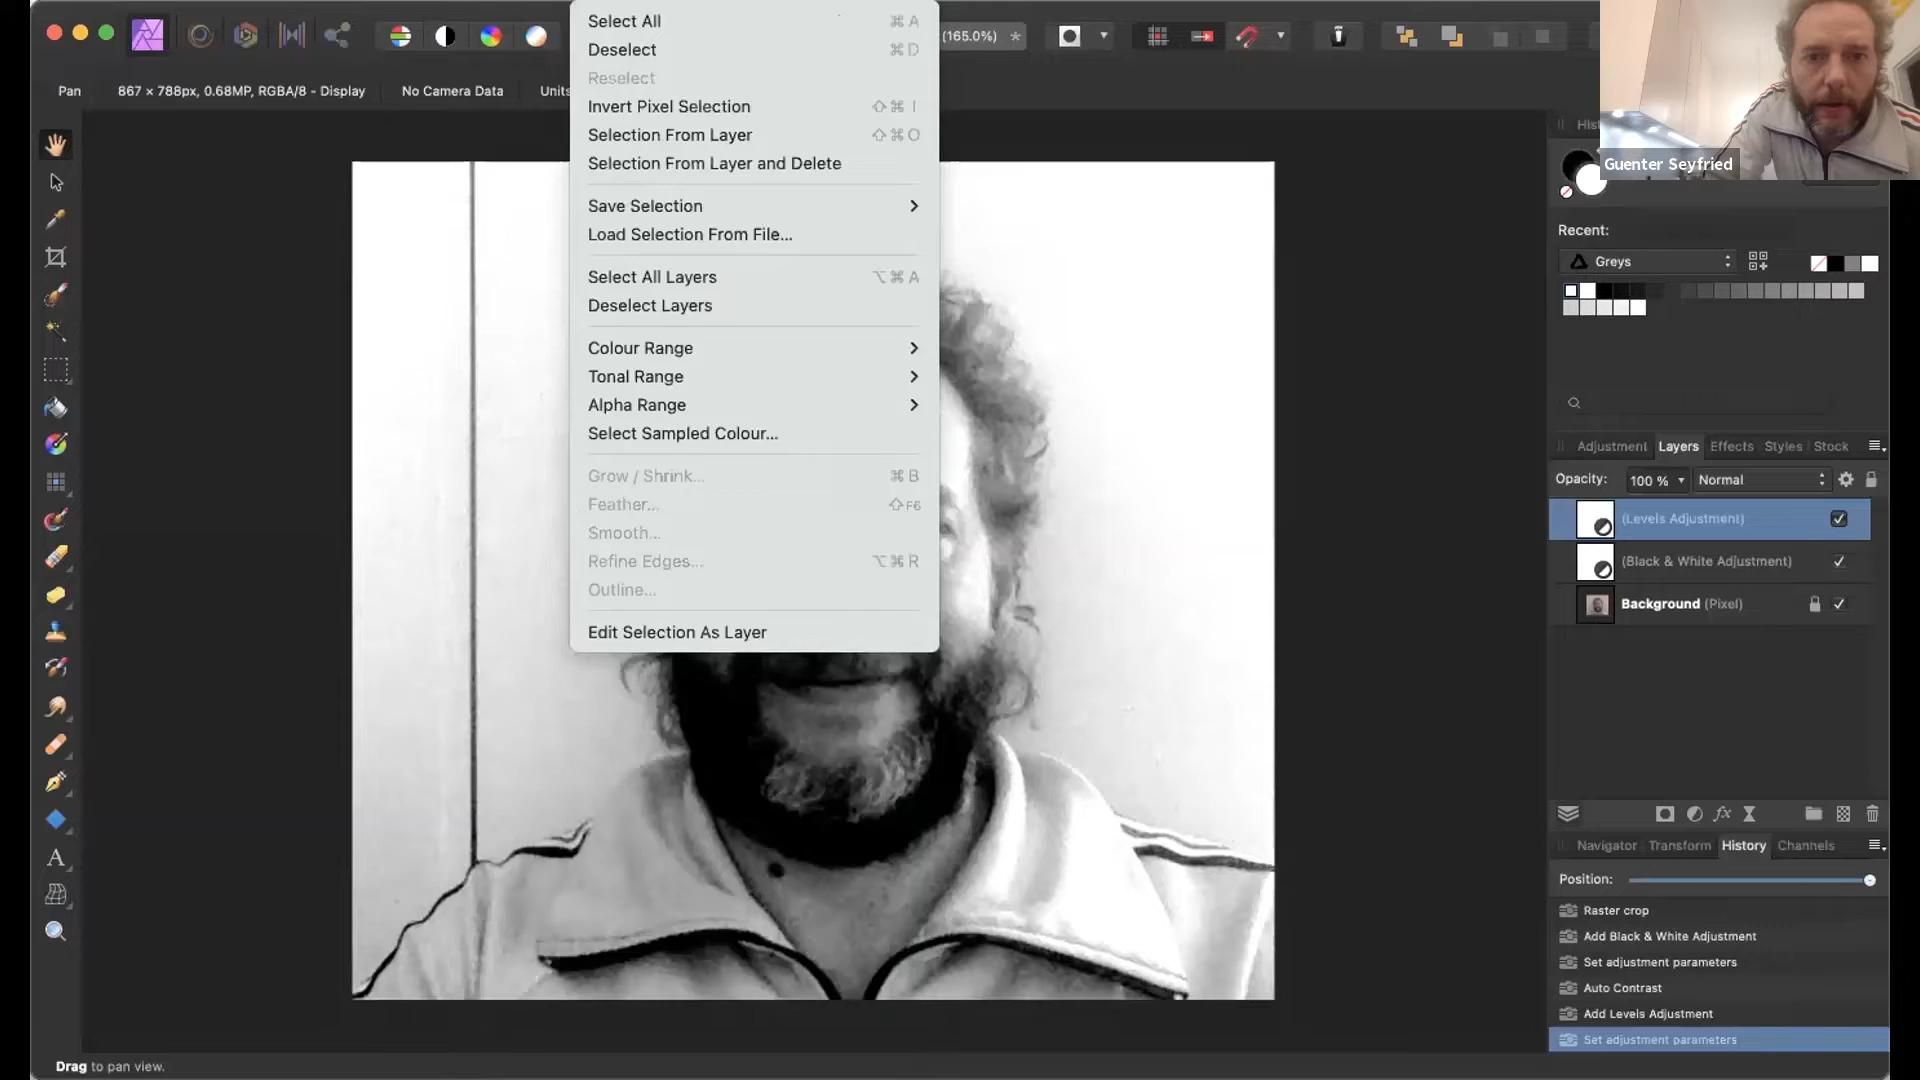 (165.0%)
Pan
867 × 788px, 0.68MP, RGBA/8 - Display
No Camera Data
Units
Select All ⌘ A
Deselect ⌘ D
Reselect
Invert Pixel Selection ⇧ ⌘ I
Selection From Layer ⇧ ⌘ O
Selection From Layer and Delete
Save Selection
Load Selection From File...
Select All Layers ⌥ ⌘ A
Deselect Layers
Colour Range
Tonal Range
Alpha Range
Select Sampled Colour...
Grow / Shrink... ⌘ B
Feather... ⇧ F6
Smooth...
Refine Edges... ⌥ ⌘ R
Outline...
Edit Selection As Layer
Guenter Seyfried
Recent:
Greys
Adjustment Layers Effects Styles Stock
Opacity: 100 % Normal
(Levels Adjustment)
(Black & White Adjustment)
Background (Pixel)
Navigator Transform History Channels
Position:
Raster crop
Add Black & White Adjustment
Set adjustment parameters
Auto Contrast
Add Levels Adjustment
Set adjustment parameters
Drag to pan view.